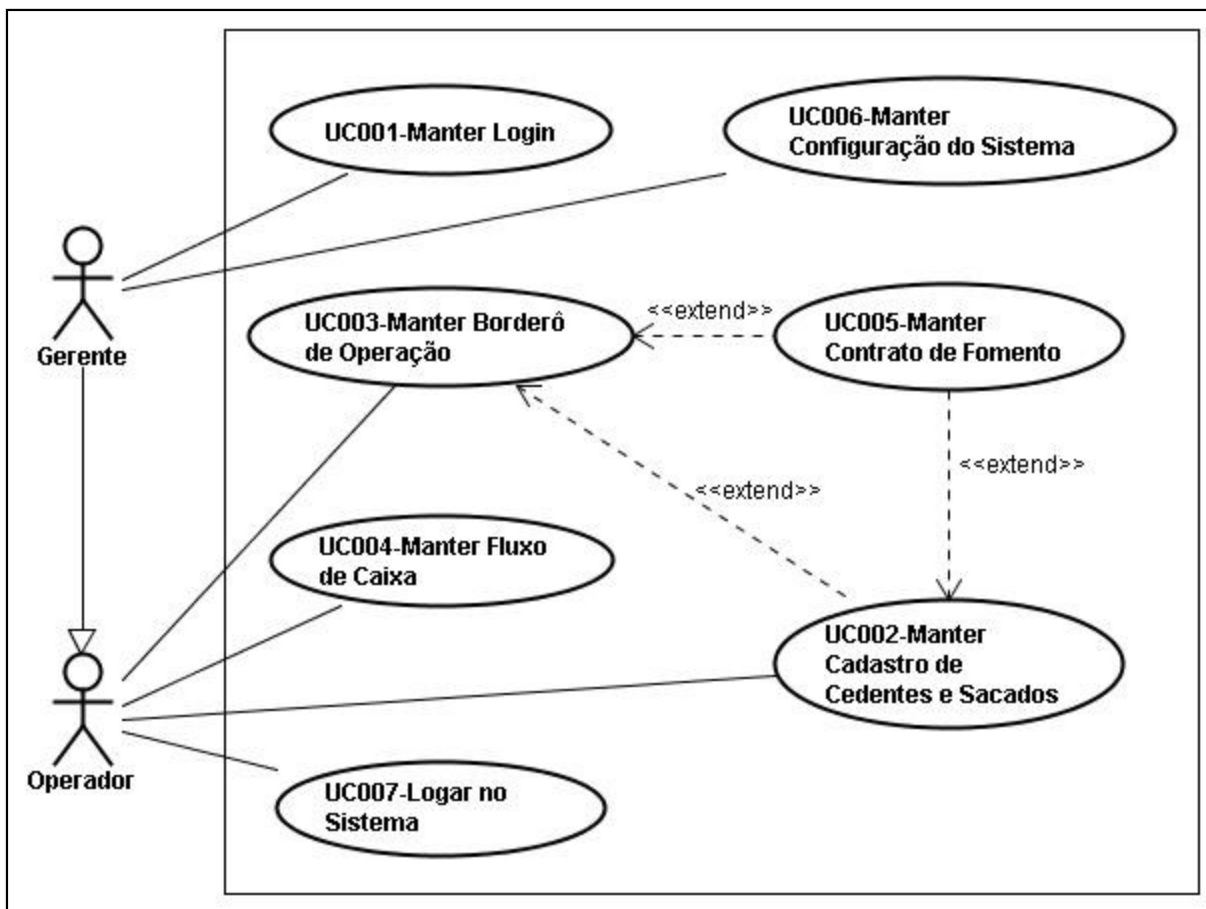 UC001-Manter Login
UC006-Manter
Configuração do Sistema
Gerente
UC003-Manter Borderô
de Operação
<<extend>>
UC005-Manter
Contrato de Fomento
<<extend>>
<<extend>>
UC004-Manter Fluxo
de Caixa
UC002-Manter
Cadastro de
Cedentes e Sacados
Operador
UC007-Logar no
Sistema